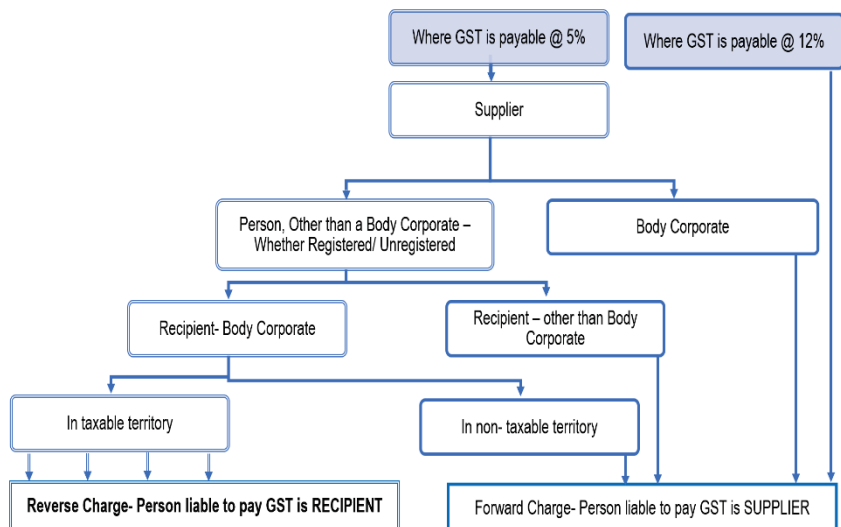 Where GST is payable @ 5%
Where GST is payable @ 12%
Supplier
Person, Other than a Body Corporate –
Whether Registered/ Unregistered
Body Corporate
Recipient- Body Corporate
Recipient – other than Body
Corporate
In taxable territory
In non- taxable territory
Reverse Charge- Person liable to pay GST is RECIPIENT
Forward Charge- Person liable to pay GST is SUPPLIER